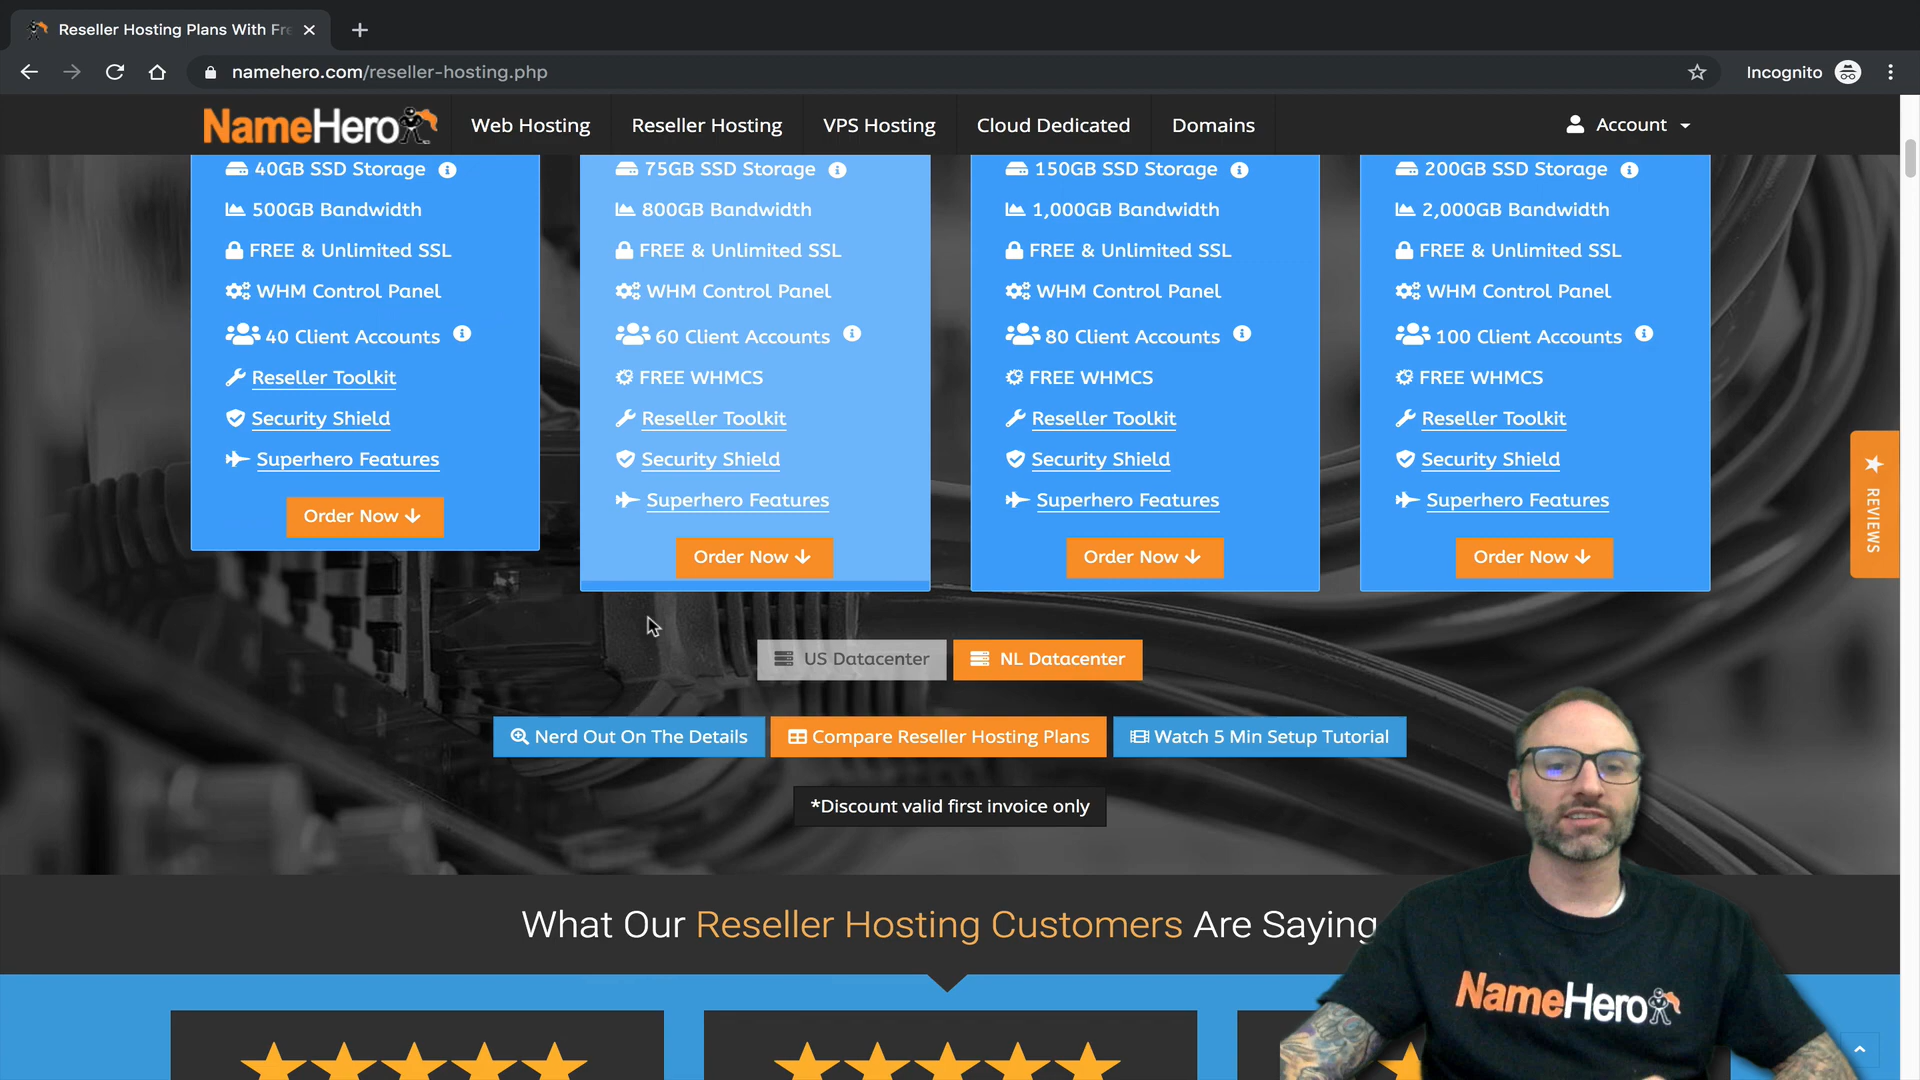 Reseller Hosting Plans With Fre
namehero.com/reseller-hosting.php
Incognito
NameHero
Web Hosting
Reseller Hosting
VPS Hosting
Cloud Dedicated
Domains
Account
40GB SSD Storage
500GB Bandwidth
FREE & Unlimited SSL
WHM Control Panel
40 Client Accounts
Reseller Toolkit
Security Shield
Superhero Features
Order Now
75GB SSD Storage
800GB Bandwidth
FREE & Unlimited SSL
WHM Control Panel
60 Client Accounts
FREE WHMCS
Reseller Toolkit
Security Shield
Superhero Features
Order Now
150GB SSD Storage
1,000GB Bandwidth
FREE & Unlimited SSL
WHM Control Panel
80 Client Accounts
FREE WHMCS
Reseller Toolkit
Security Shield
Superhero Features
Order Now
200GB SSD Storage
2,000GB Bandwidth
FREE & Unlimited SSL
WHM Control Panel
100 Client Accounts
FREE WHMCS
Reseller Toolkit
Security Shield
Superhero Features
Order Now
REVIEWS
US Datacenter
NL Datacenter
Nerd Out On The Details
Compare Reseller Hosting Plans
Watch 5 Min Setup Tutorial
*Discount valid first invoice only
What Our Reseller Hosting Customers Are Saying
NameHero